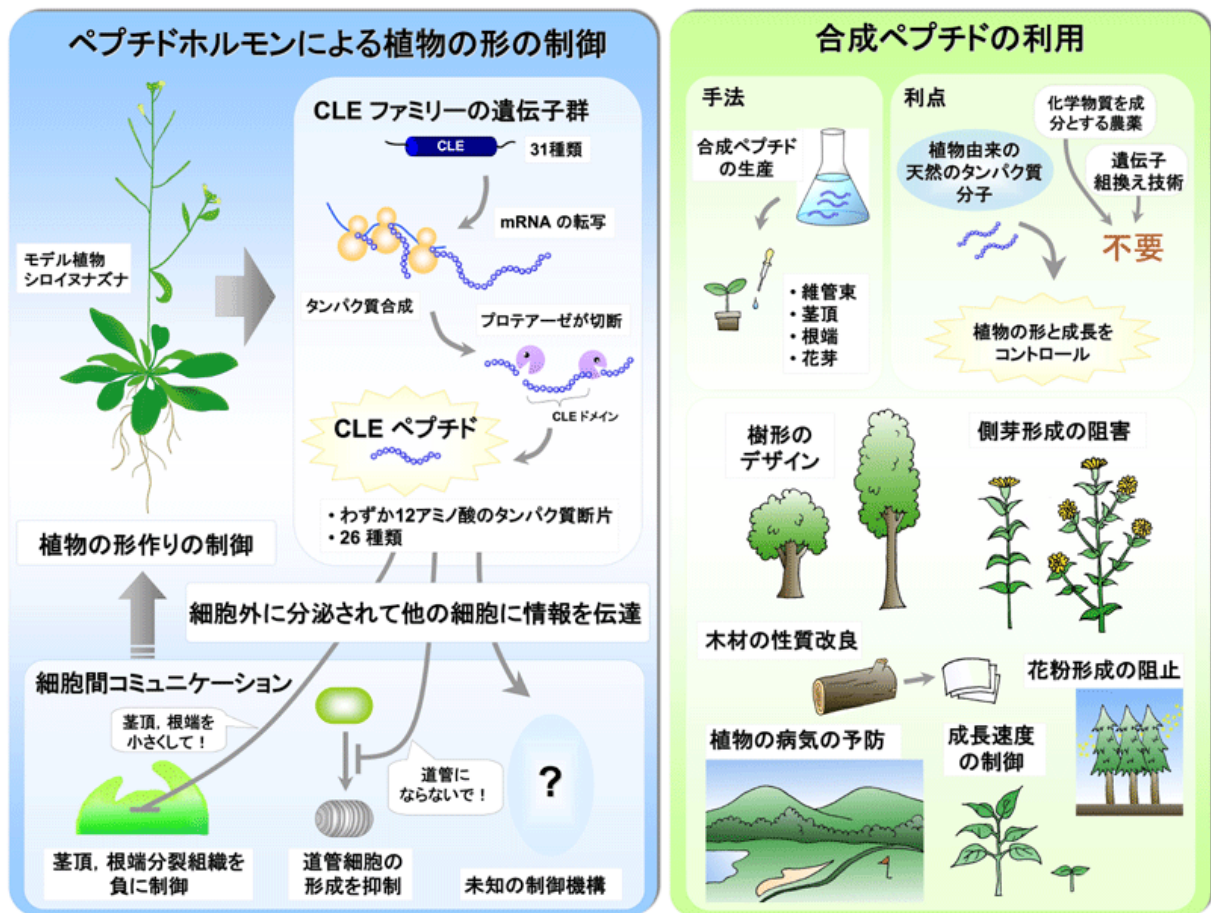 ペプチドホルモンによる植物の形の制御
CLE ファミリーの遺伝子群
CLE
31種類
mRNA の転写
モデル植物
シロイヌナズナ
タンパク質合成
プロテアーゼが切断
CLE ドメイン
CLE ペプチド
・わずか12アミノ酸のタンパク質断片
・26 種類
植物の形作りの制御
細胞外に分泌されて他の細胞に情報を伝達
細胞間コミュニケーション
茎頂，根端を
小さくして！
道管に
ならないで！
?
茎頂，根端分裂組織を
負に制御
道管細胞の
形成を抑制
未知の制御機構
合成ペプチドの利用
手法
合成ペプチド
の生産
・維管束
・茎頂
・根端
・花芽
利点
植物由来の
天然のタンパク質
分子
化学物質を成
分とする農薬
遺伝子
組換え技術
不要
植物の形と成長を
コントロール
樹形の
デザイン
側芽形成の阻害
木材の性質改良
花粉形成の阻止
植物の病気の予防
成長速度
の制御